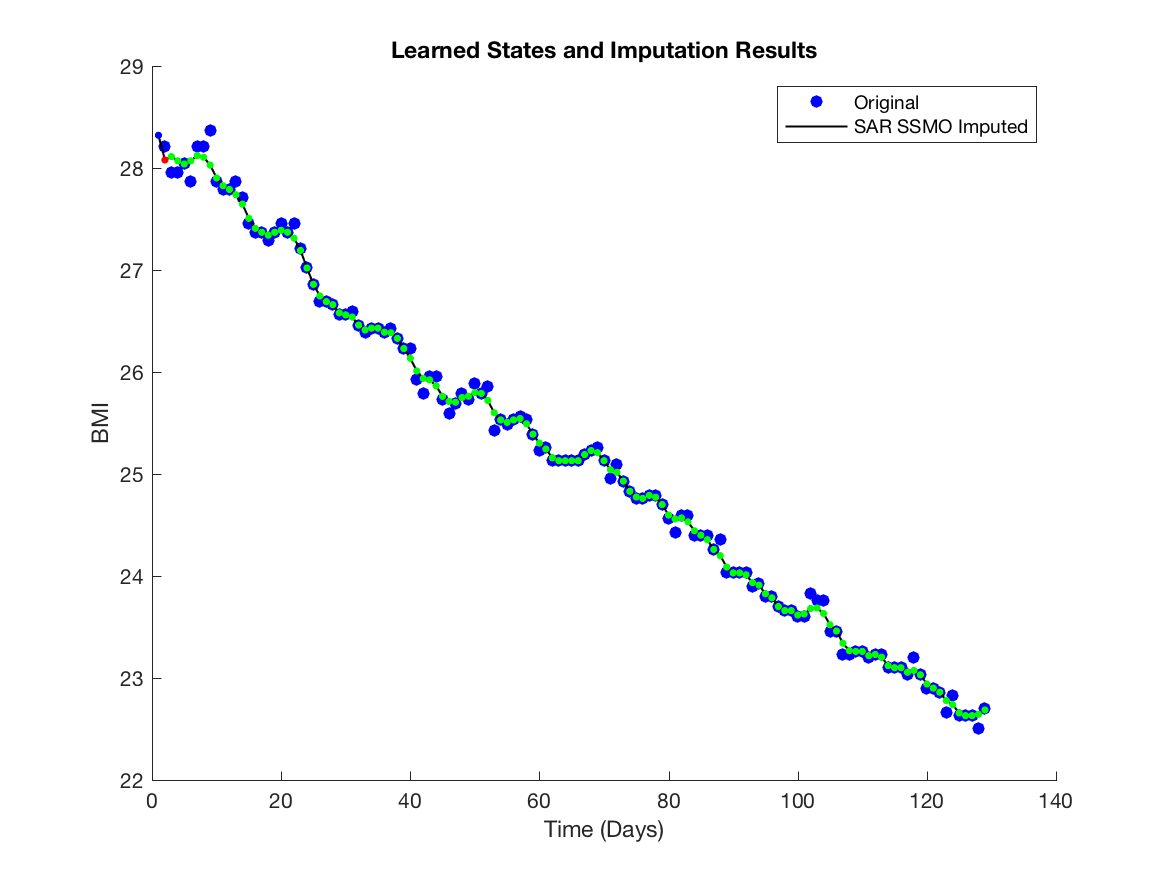 Learned States and Imputation Results
29
28
27
26
25
24
23
22
BMI
Original
SAR SSMO Imputed
0 20 40 60 80 100 120 140
Time (Days)